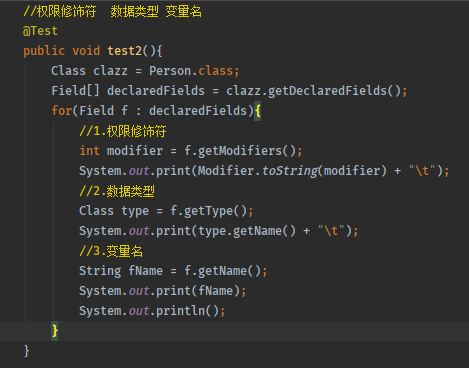 //权限修饰符  数据类型 变量名
@Test
public void test2(){
    Class clazz = Person.class;
    Field[] declaredFields = clazz.getDeclaredFields();
    for(Field f : declaredFields){
        //1.权限修饰符
        int modifier = f.getModifiers();
        System.out.print(Modifier.toString(modifier) + "\t");
        //2.数据类型
        Class type = f.getType();
        System.out.print(type.getName() + "\t");
        //3.变量名
        String fName = f.getName();
        System.out.print(fName);
        System.out.println();
    }
}